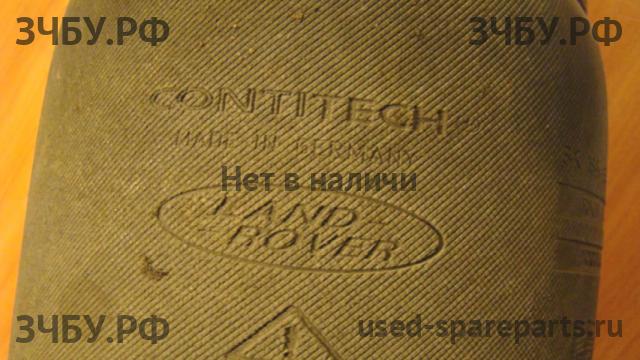 ЗЧБУ.РФ ЗЧБУ.РФ
CONTITECH
MADE IN GERMANY
Нет в наличи
LAND
ROVER
ЗЧБУ.РФ used-spareparts.ru